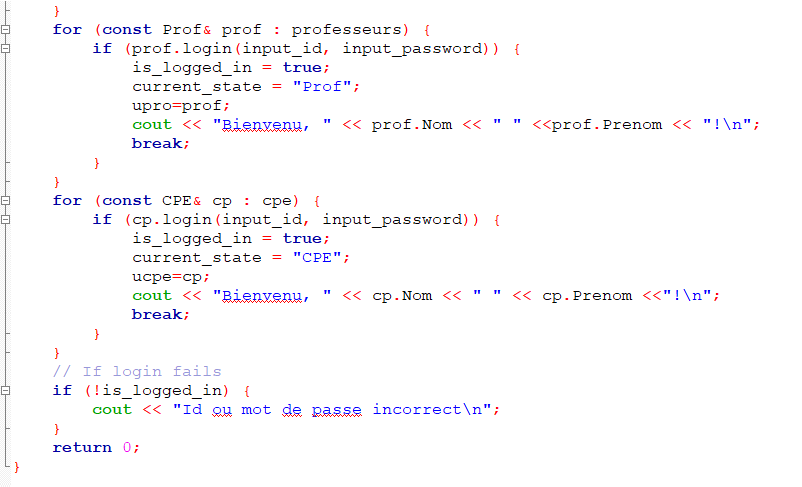 }
for (const Prof& prof : professeurs) {
if (prof.login(input_id, input_password)) {
is_logged_in = true;
current_state = "Prof";
upro=prof;
cout << "Bienvenu, " << prof.Nom << " " <<prof.Prenom << "!\n";
break;
}
}
for (const CPE& cp : cpe) {
if (cp.login(input_id, input_password)) {
is_logged_in = true;
current_state = "CPE";
ucpe=cp;
cout << "Bienvenu, " << cp.Nom << " " << cp.Prenom <<"!\n";
break;
}
}
// If login fails
if (!is_logged_in) {
cout << "Id ou mot de passe incorrect\n";
}
return 0;
}